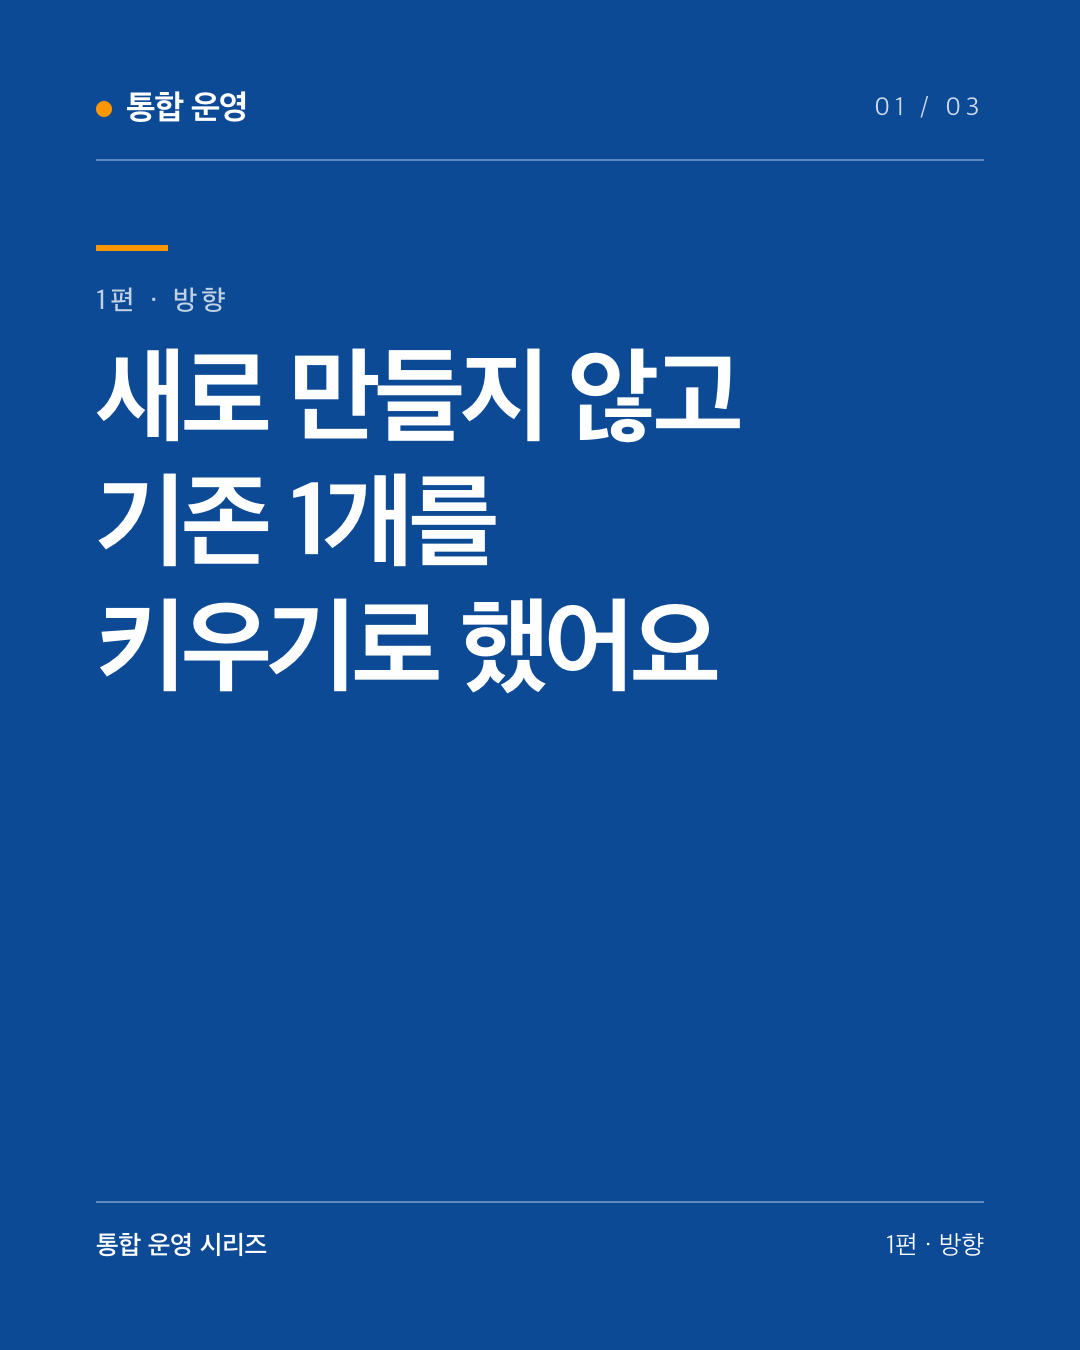 통합 운영
01 / 03
1편 · 방향
새로 만들지 않고
기존 1개를
키우기로 했어요
통합 운영 시리즈
1편 · 방향